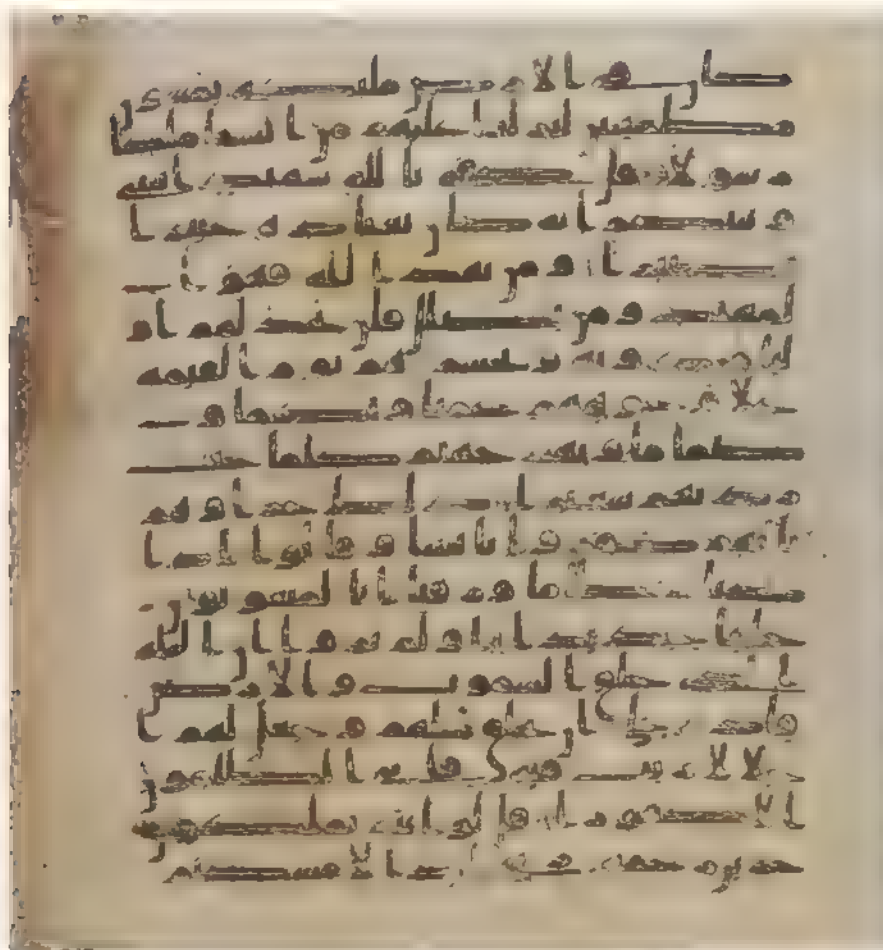 كان في الارض ملئكة يمشون
مطمئنين لنزلنا عليهم من السما ملكا
رسولا قل كفى بالله شهيدا بيني
وبينكم انه كان بعباده خبيرا
بصيرا ومن يهد الله فهو ا
لمهتد ومن يضلل فلن تجد لهم او
ليا من دونه ونحشرهم يوم القيمة
على وجوههم عميا وبكما و
صما ماويهم جهنم كلما خبت
زدنهم سعيرا ذلك جزاوهم
بانهم كفروا بايتنا وقالوا اذا
كنا عظما ورفتا انا لمبعوثون
خلقا جديدا اولم يروا ان الله
الذي خلق السموت والارض
قادر على ان يخلق مثلهم وجعل لهم ا
جلا لا ريب فيه فابى الظلمون
الا كفورا قل لو انتم تملكون
خزاين رحمة ربي اذا لامسكتم